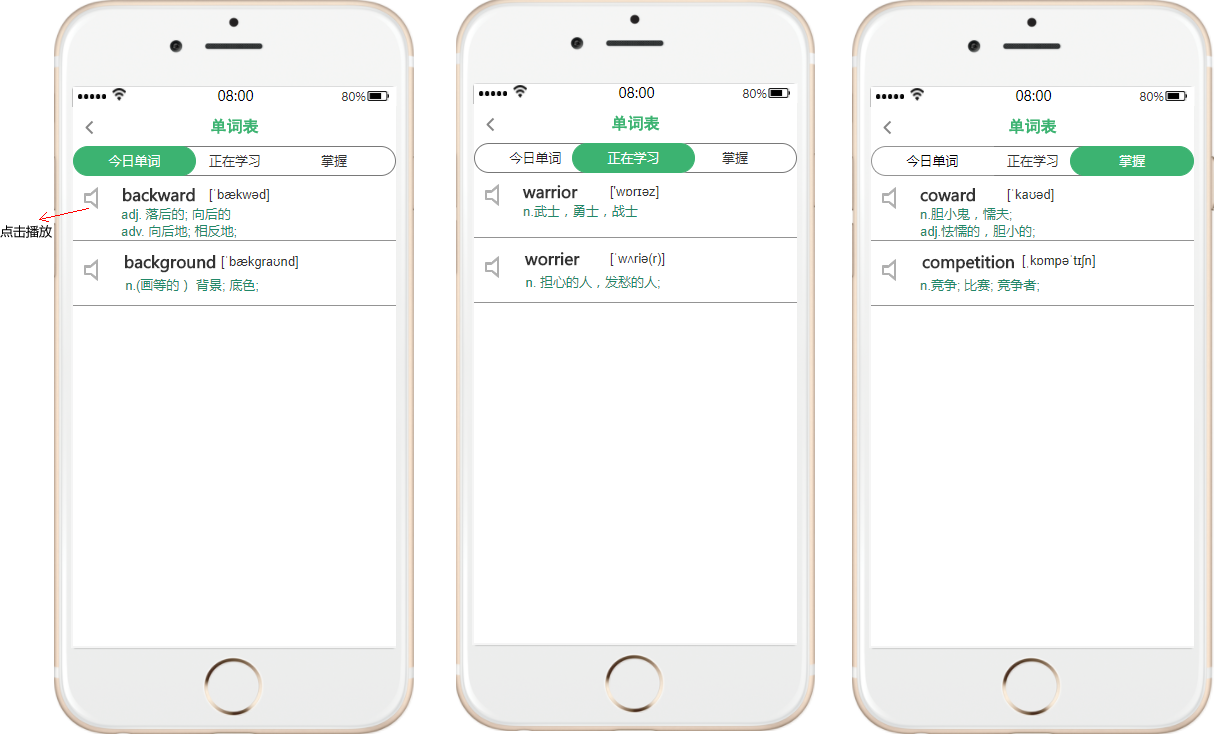 08:00
80%
单词表
今日单词 正在学习 掌握
backward [ˈbækwəd]
adj. 落后的; 向后的
adv. 向后地; 相反地;
点击播放
background [ˈbækgraʊnd]
n.(画等的 ) 背景; 底色;
08:00
80%
单词表
今日单词 正在学习 掌握
warrior ['wɒrɪəz]
n.武士，勇士，战士
worrier [ˈwʌriə(r)]
n. 担心的人，发愁的人;
08:00
80%
单词表
今日单词 正在学习 掌握
coward [ˈkaʊəd]
n.胆小鬼，懦夫;
adj.怯懦的，胆小的;
competition [ˌkɒmpəˈtɪʃn]
n.竞争; 比赛; 竞争者;